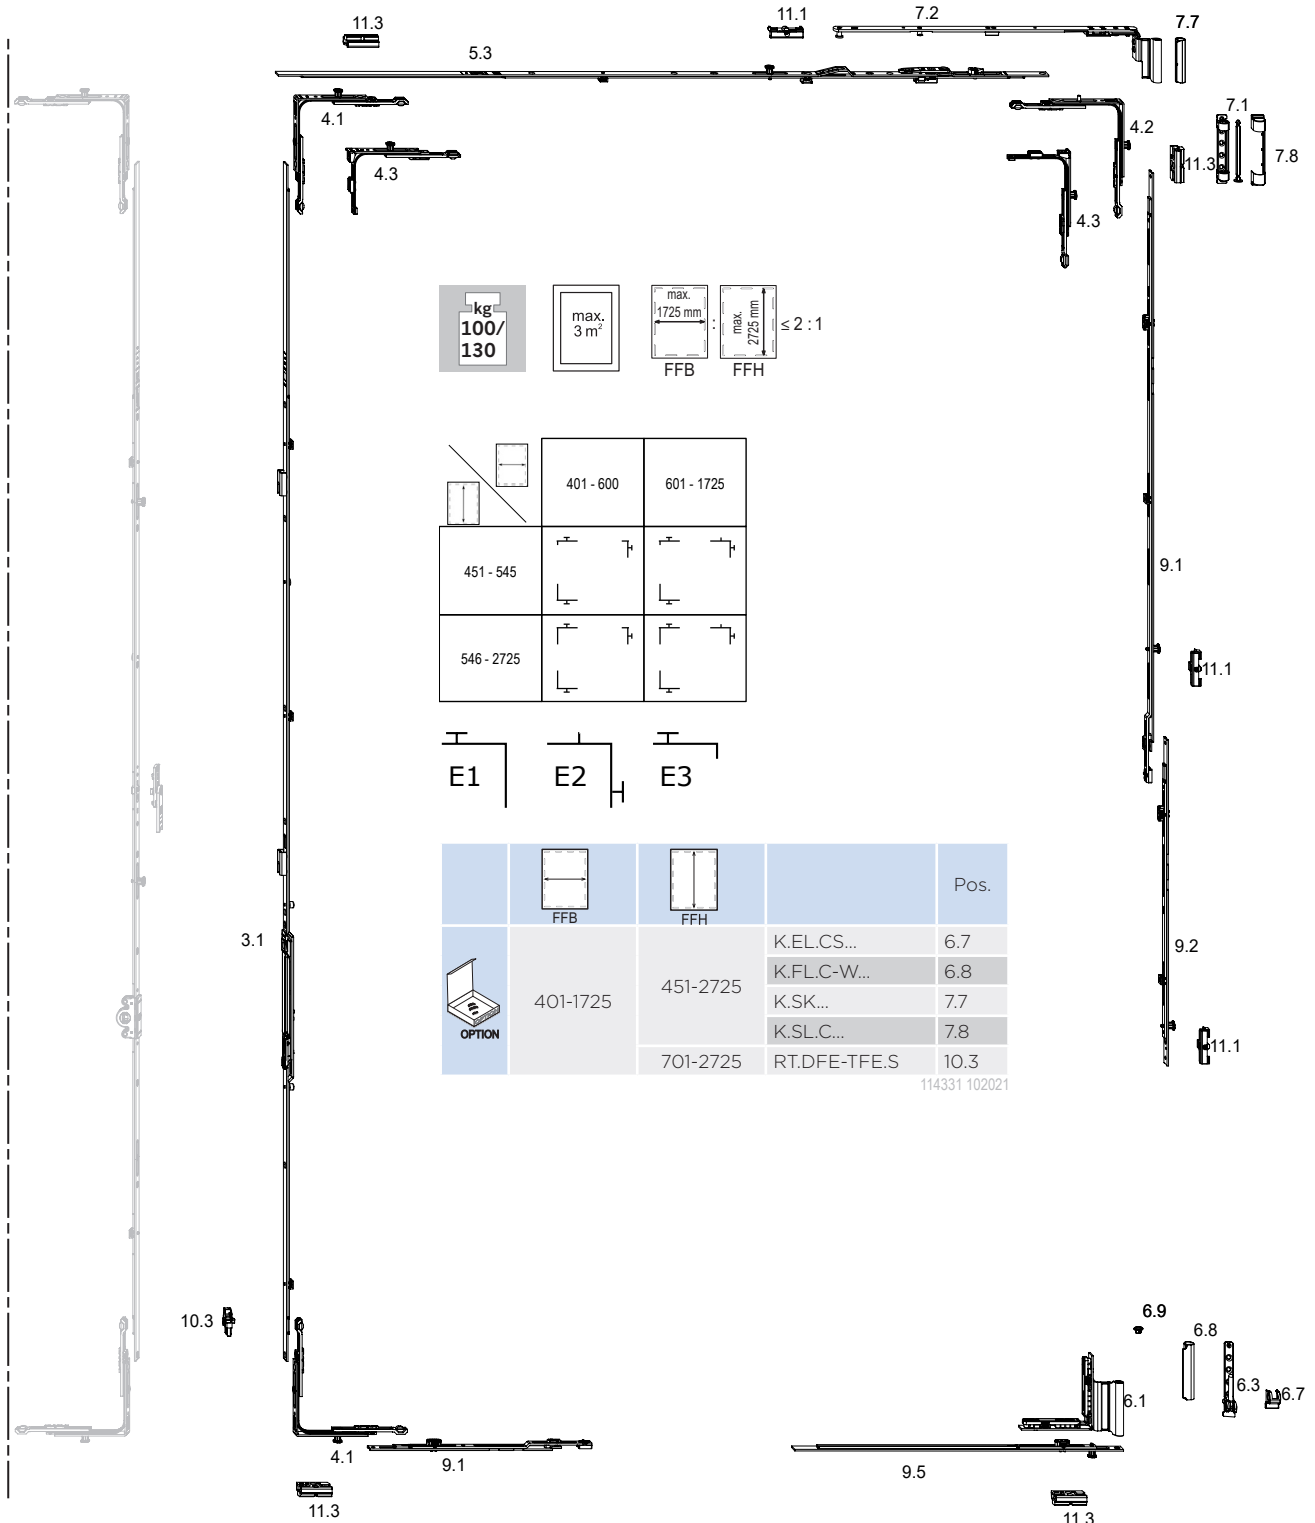 11.3
11.1
7.2
7.7
5.3
4.1
4.2
7.1
4.3
11.3
7.8
4.3
kg
100/
130
max.
3 m²
max.
1725 mm
FFB
:
max.
2725 mm
FFH
≤ 2 : 1
401 - 600
601 - 1725
451 - 545
546 - 2725
9.1
11.1
E1
E2
E3
FFB
FFH
Pos.
OPTION
401-1725
451-2725
K.EL.CS...
6.7
K.FL.C-W...
6.8
K.SK...
7.7
K.SL.C...
7.8
701-2725
RT.DFE-TFE.S
10.3
114331 102021
3.1
9.2
11.1
10.3
6.9
6.8
6.3
6.7
6.1
4.1
9.1
9.5
11.3
11.3